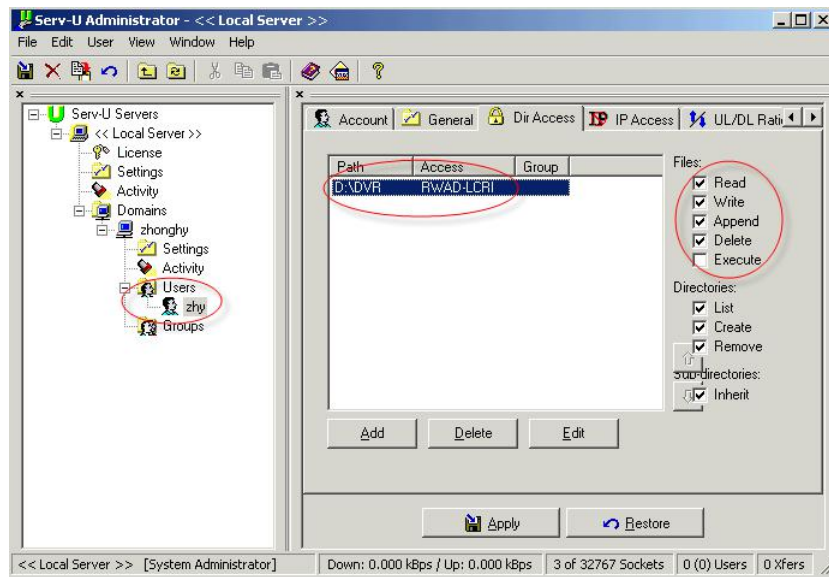 Serv-U Administrator - << Local Server >>
File Edit User View Window Help
Serv-U Servers
<< Local Server >>
License
Settings
Activity
Domains
zhonghy
Settings
Activity
Users
zhy
Groups
Account General Dir Access IP Access UL/DL Rati
Path Access Group
D:\DVR RWAD-LCRI
Files:
Read
Write
Append
Delete
Execute
Directories:
List
Create
Remove
Sub-directories:
Inherit
Add Delete Edit
Apply Restore
<< Local Server >> [System Administrator] Down: 0.000 kBps / Up: 0.000 kBps 3 of 32767 Sockets 0 (0) Users 0 Xfers